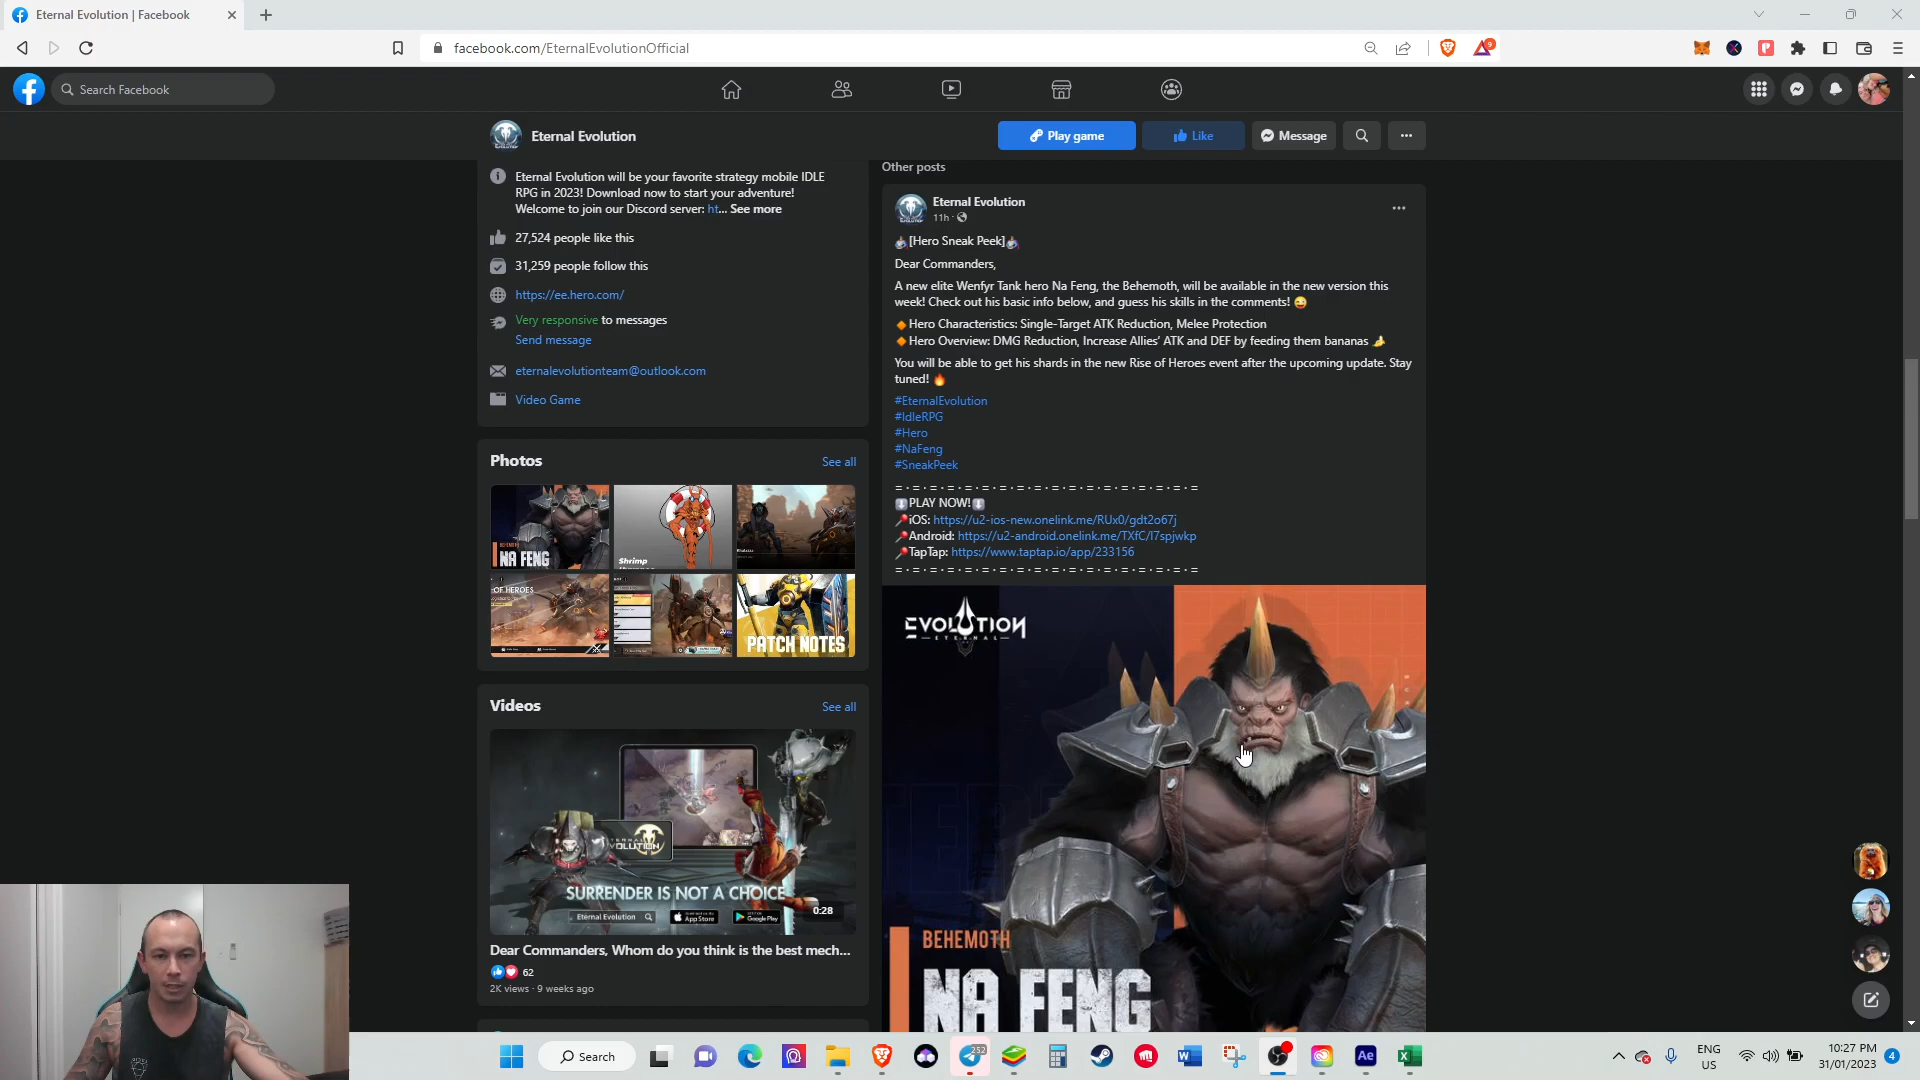 Eternal Evolution | Facebook
facebook.com/EternalEvolutionOfficial
9
Search Facebook
Eternal Evolution
Play game
Like
Message
Eternal Evolution will be your favorite strategy mobile IDLE
RPG in 2023! Download now to start your adventure!
Welcome to join our Discord server: ht... See more
27,524 people like this
31,259 people follow this
https://ee.hero.com/
Very responsive to messages
Send message
eternalevolutionteam@outlook.com
Video Game
Photos
See all
BEHEMOTH
NA FENG
Shrimp
OF HEROES
PATCH NOTES
Videos
See all
ETERNAL
EVOLUTION
SURRENDER IS NOT A CHOICE
Eternal Evolution
App Store
Google Play
0:28
Dear Commanders, Whom do you think is the best mech...
62
2K views · 9 weeks ago
Other posts
Eternal Evolution
11h ·
[Hero Sneak Peek]
Dear Commanders,
A new elite Wenfyr Tank hero Na Feng, the Behemoth, will be available in the new version this
week! Check out his basic info below, and guess his skills in the comments! 😜
🔸Hero Characteristics: Single-Target ATK Reduction, Melee Protection
🔸Hero Overview: DMG Reduction, Increase Allies' ATK and DEF by feeding them bananas 🍌
You will be able to get his shards in the new Rise of Heroes event after the upcoming update. Stay
tuned! 🔥
#EternalEvolution
#IdleRPG
#Hero
#NaFeng
#SneakPeek
= • = • = • = • = • = • = • = • = • = • = • = • = • = • = • = • = • =
⬇️PLAY NOW!⬇️
📍iOS: https://u2-ios-new.onelink.me/RUx0/gdt2o67j
📍Android: https://u2-android.onelink.me/TXfC/l7spjwkp
📍TapTap: https://www.taptap.io/app/233156
= • = • = • = • = • = • = • = • = • = • = • = • = • = • = • = • = • =
EVOLUTION
ETERNAL
BEHEMOTH
NA FENG
Search
252
ENG
US
10:27 PM
31/01/2023
4